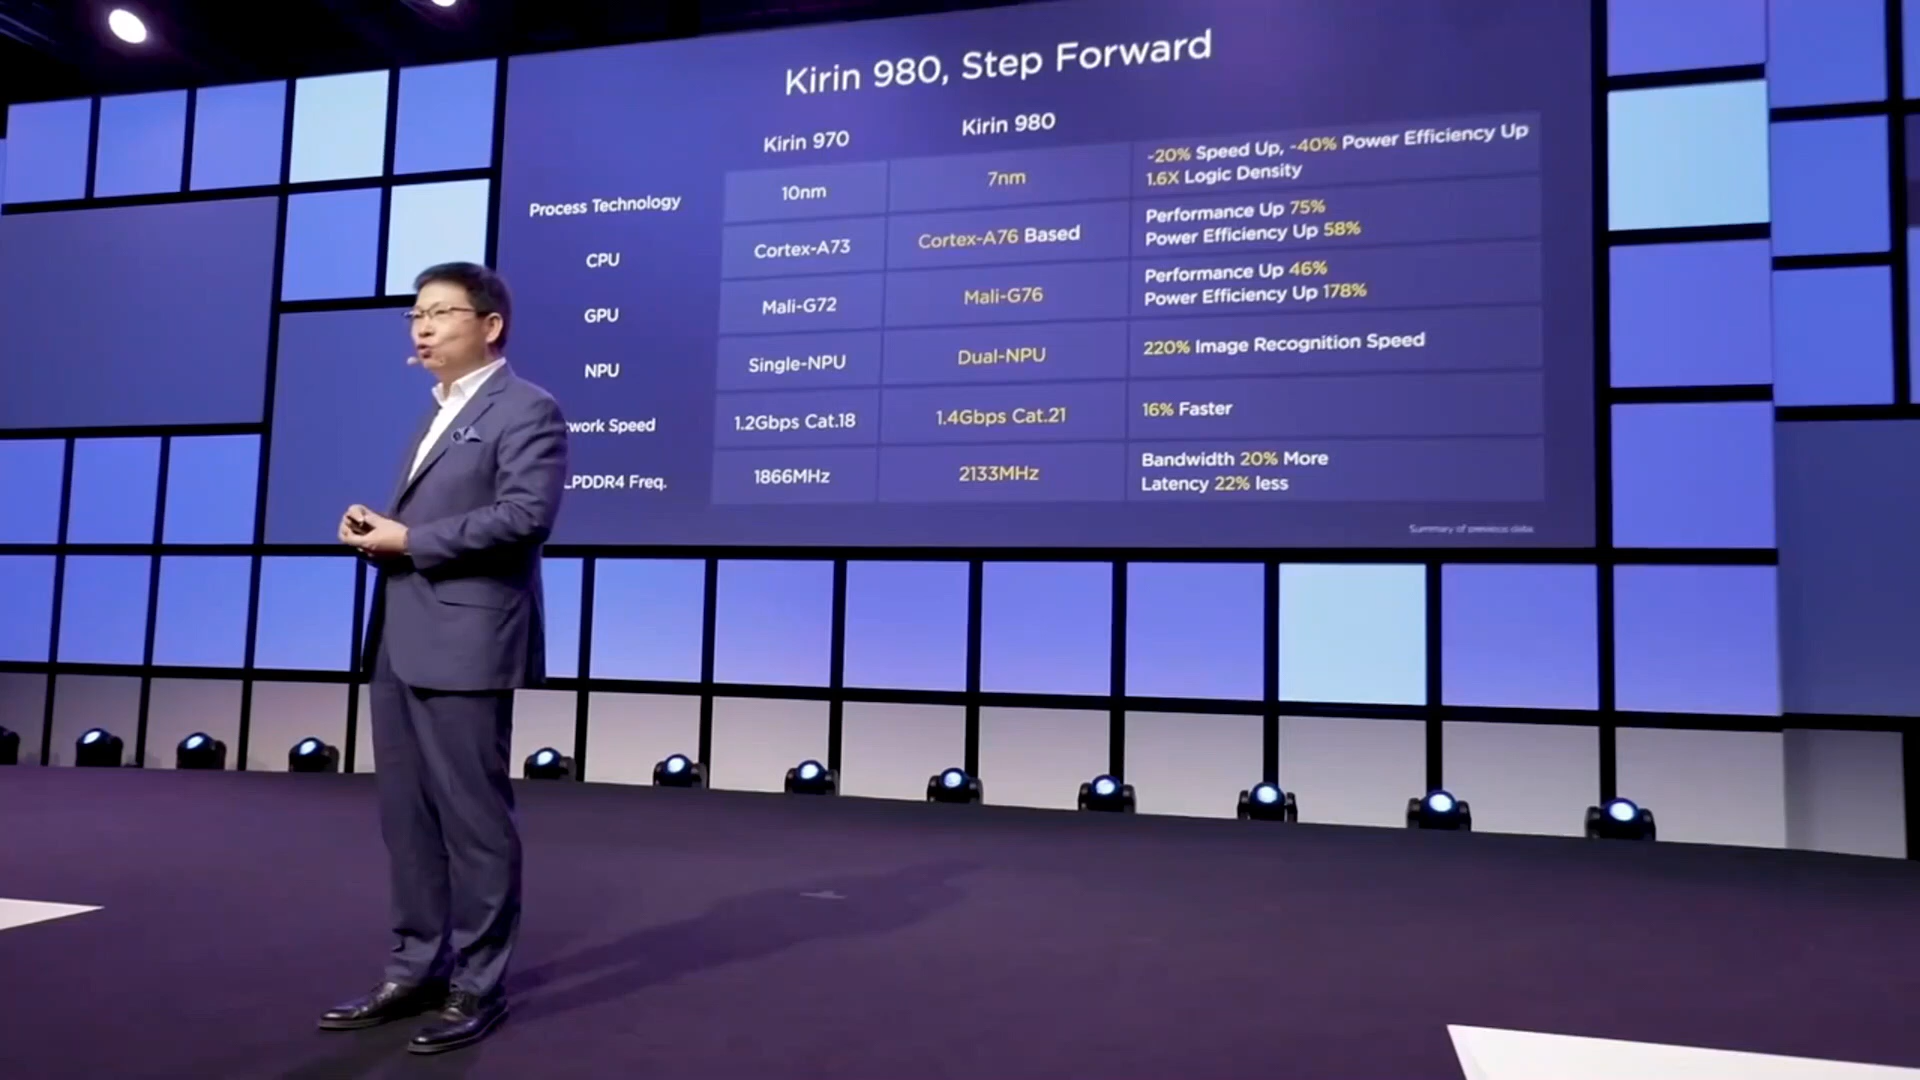 Kirin 980, Step Forward
Kirin 970 Kirin 980
Process Technology 10nm 7nm -20% Speed Up, -40% Power Efficiency Up
1.6X Logic Density
CPU Cortex-A73 Cortex-A76 Based Performance Up 75%
Power Efficiency Up 58%
GPU Mali-G72 Mali-G76 Performance Up 46%
Power Efficiency Up 178%
NPU Single-NPU Dual-NPU 220% Image Recognition Speed
work Speed 1.2Gbps Cat.18 1.4Gbps Cat.21 16% Faster
LPDDR4 Freq. 1866MHz 2133MHz Bandwidth 20% More
Latency 22% less
Summary of previous data